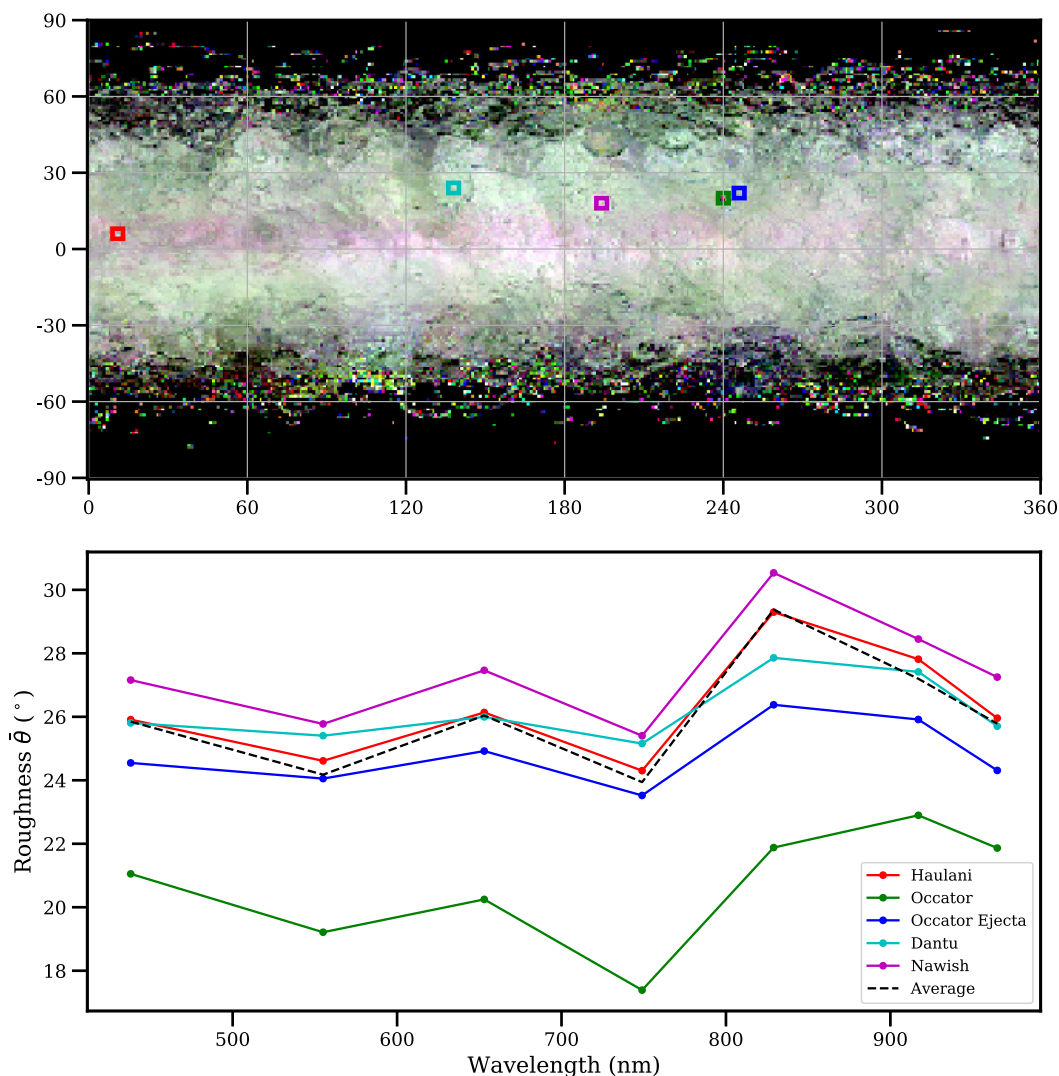 90
60
30
0
-30
-60
-90
0 60 120 180 240 300 360
30
28
26
24
22
20
18
Roughness θ̄ (°)
Haulani
Occator
Occator Ejecta
Dantu
Nawish
Average
500 600 700 800 900
Wavelength (nm)